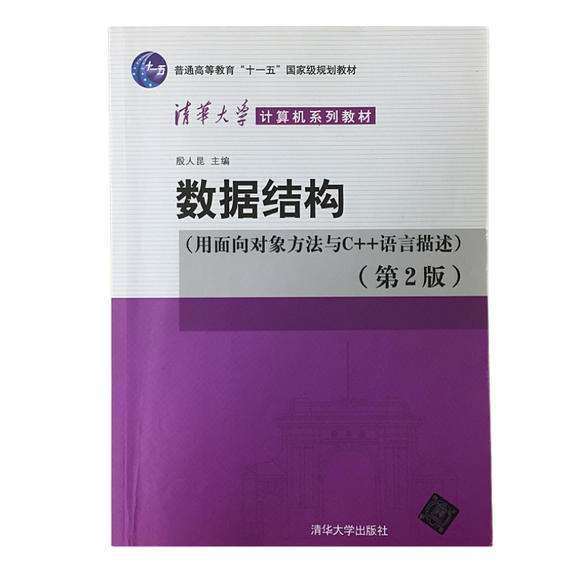 十一五
普通高等教育“十一五”国家级规划教材
清华大学 计算机系列教材
殷人昆 主编
数据结构
（用面向对象方法与C++语言描述）
（第2版）
清华大学出版社